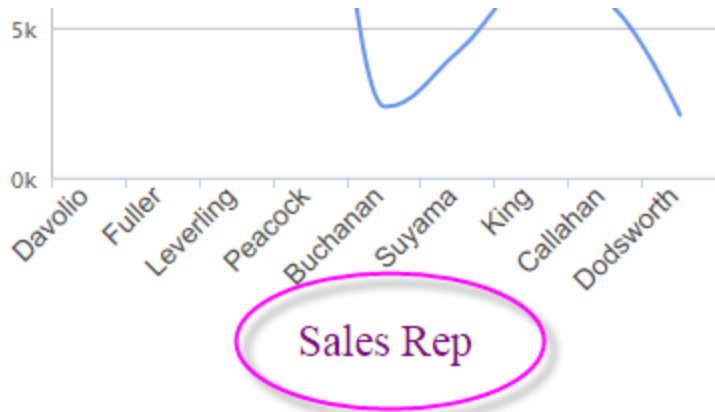 5k
0k
Davolio
Fuller
Leverling
Peacock
Buchanan
Suyama
King
Callahan
Dodsworth
Sales Rep